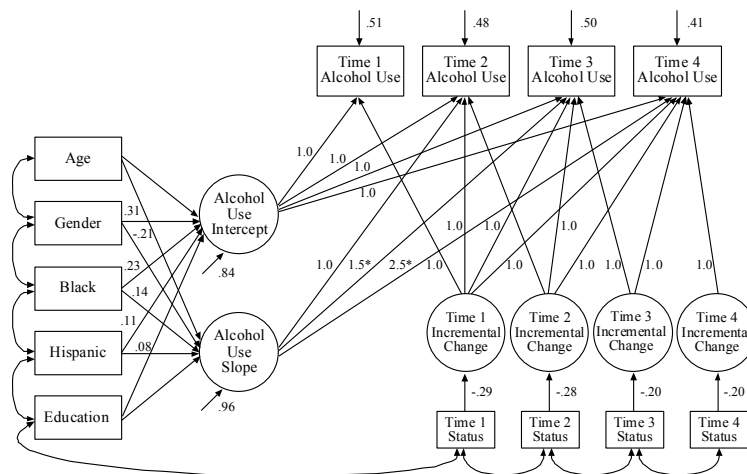 .51
.48
.50
.41
Time 1
Alcohol Use
Time 2
Alcohol Use
Time 3
Alcohol Use
Time 4
Alcohol Use
Age
Gender
Black
Hispanic
Education
Alcohol
Use
Intercept
Alcohol
Use
Slope
.31
-.21
.23
.14
.11
.08
.84
.96
1.0
1.0
1.0
1.0
1.0
1.5*
2.5*
1.0
1.0
1.0
1.0
1.0
1.0
1.0
1.0
1.0
1.0
Time 1
Incremental
Change
Time 2
Incremental
Change
Time 3
Incremental
Change
Time 4
Incremental
Change
-.29
-.28
-.20
-.20
Time 1
Status
Time 2
Status
Time 3
Status
Time 4
Status